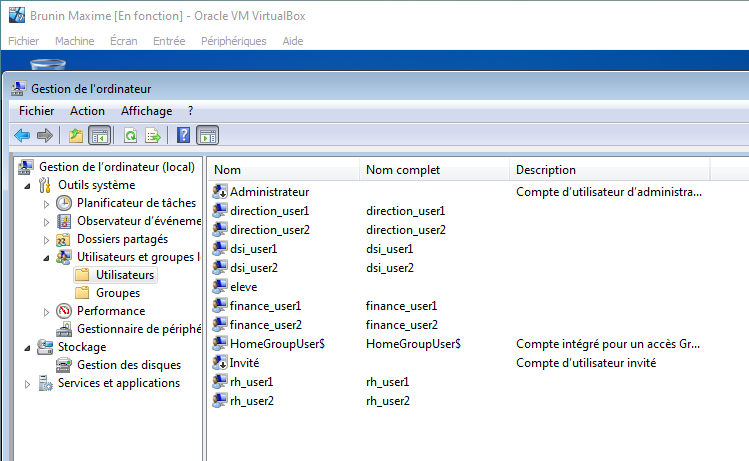 Brunin Maxime [En fonction] - Oracle VM VirtualBox
Fichier Machine Écran Entrée Périphériques Aide
Gestion de l'ordinateur
Fichier Action Affichage ?
Nom Nom complet Description
Gestion de l'ordinateur (local)
Outils système
Planificateur de tâches
Observateur d'événeme
Dossiers partagés
Utilisateurs et groupes l
Utilisateurs
Groupes
Performance
Gestionnaire de périphé
Stockage
Gestion des disques
Services et applications
Administrateur Compte d'utilisateur d'administra...
direction_user1 direction_user1
direction_user2 direction_user2
dsi_user1 dsi_user1
dsi_user2 dsi_user2
eleve
finance_user1 finance_user1
finance_user2 finance_user2
HomeGroupUser$ HomeGroupUser$ Compte intégré pour un accès Gr...
Invité Compte d'utilisateur invité
rh_user1 rh_user1
rh_user2 rh_user2